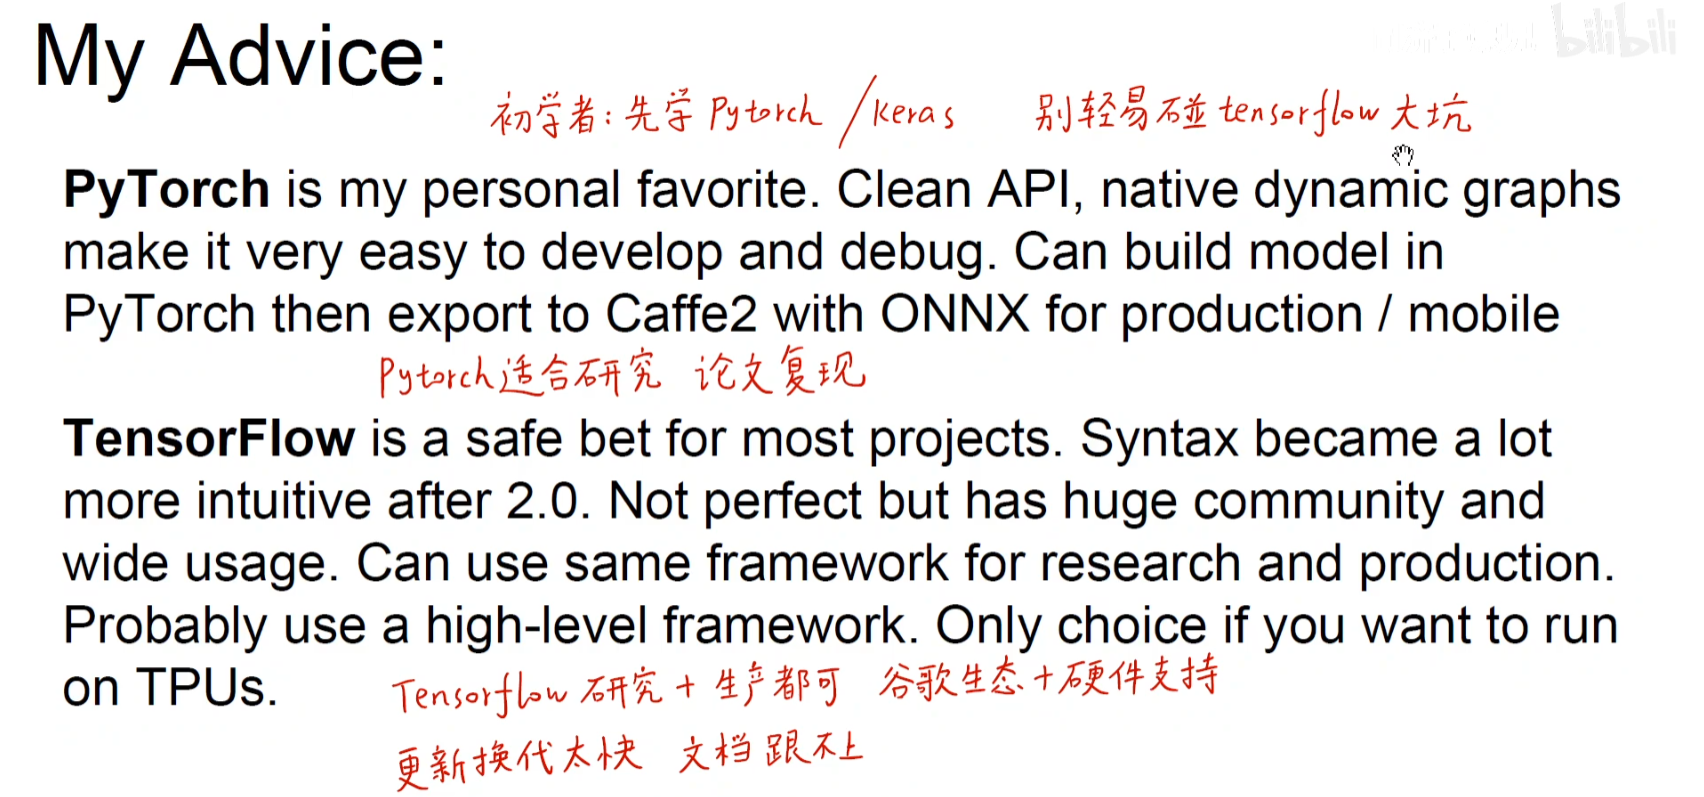 My Advice:
bilibili
初学者：先学 Pytorch / keras 别轻易碰 tensorflow 大坑
PyTorch is my personal favorite. Clean API, native dynamic graphs
make it very easy to develop and debug. Can build model in
PyTorch then export to Caffe2 with ONNX for production / mobile
Pytorch适合研究 论文复现
TensorFlow is a safe bet for most projects. Syntax became a lot
more intuitive after 2.0. Not perfect but has huge community and
wide usage. Can use same framework for research and production.
Probably use a high-level framework. Only choice if you want to run
on TPUs.
Tensorflow 研究 + 生产都可 谷歌生态+硬件支持
更新换代太快 文档跟不上